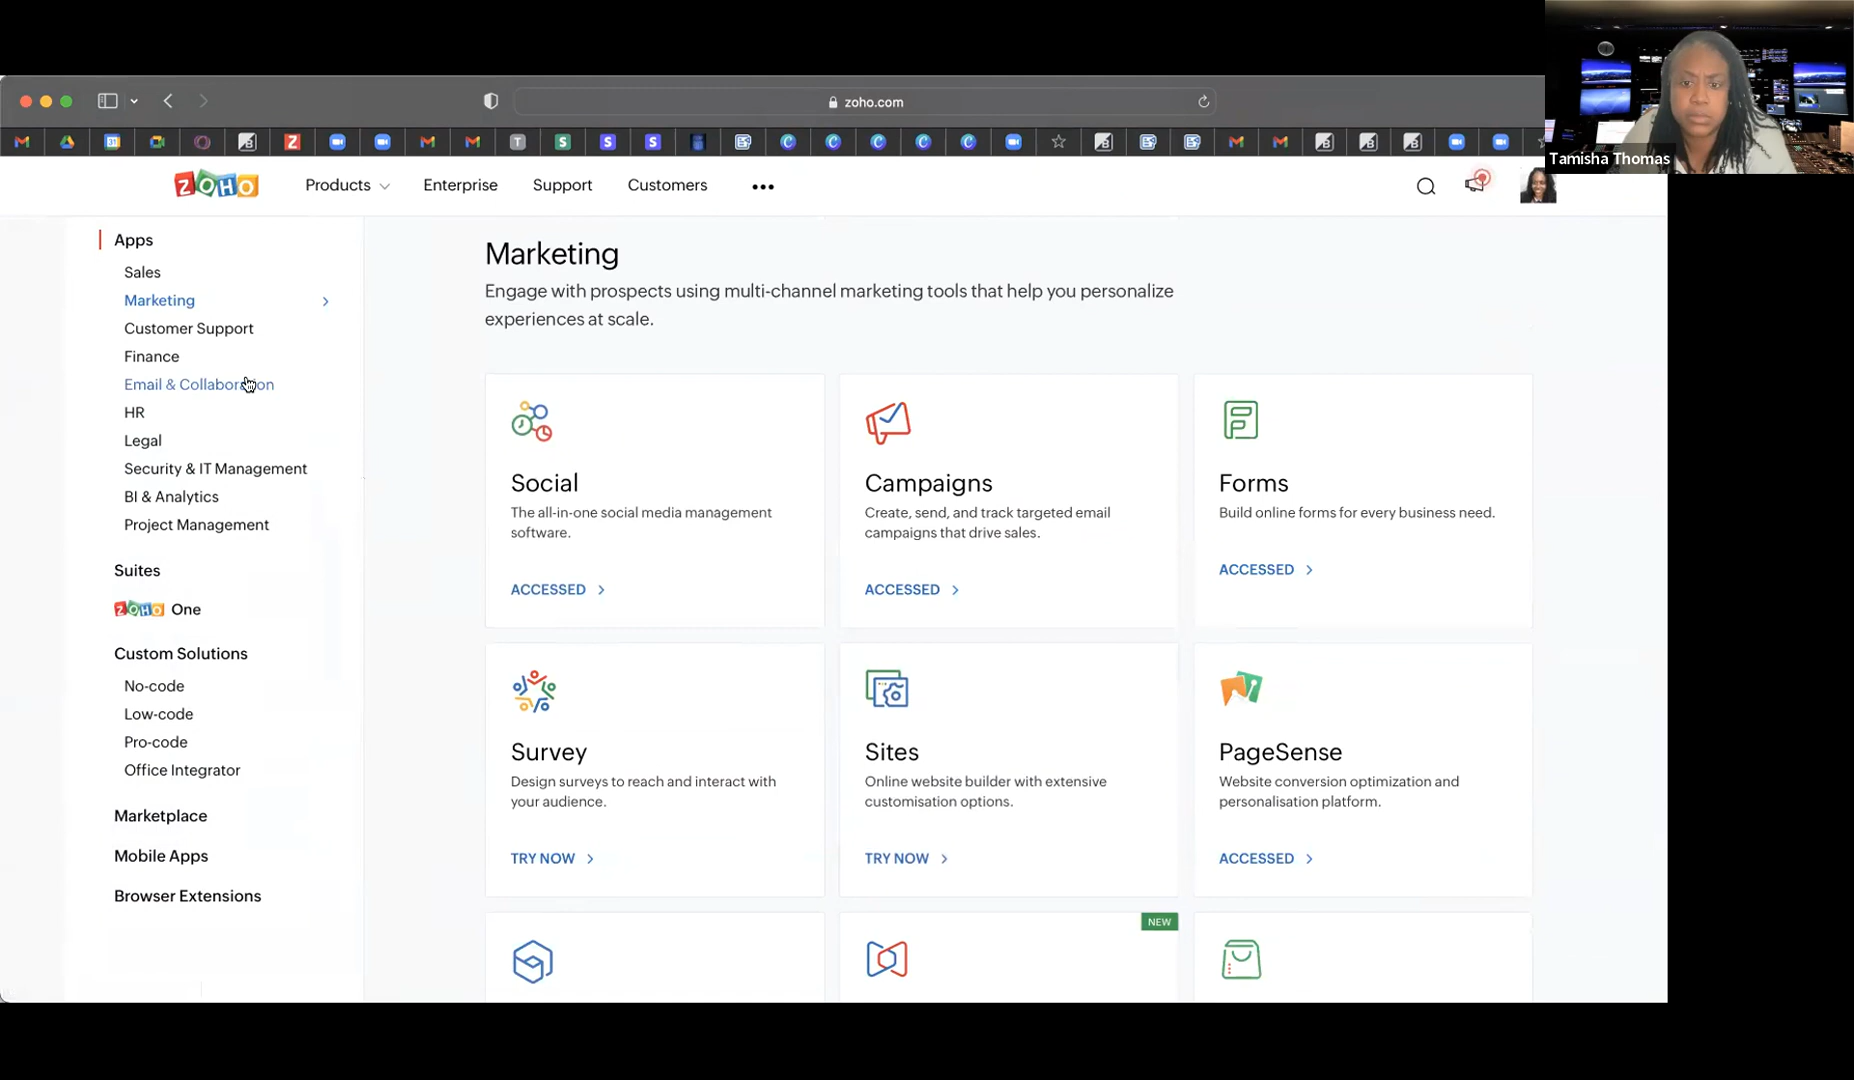 zoho.com
Tamisha Thomas
ZOHO
Products
Enterprise
Support
Customers
Apps
Sales
Marketing
Customer Support
Finance
Email & Collaboration
HR
Legal
Security & IT Management
BI & Analytics
Project Management
Suites
ZOHO One
Custom Solutions
No-code
Low-code
Pro-code
Office Integrator
Marketplace
Mobile Apps
Browser Extensions
Marketing
Engage with prospects using multi-channel marketing tools that help you personalize
experiences at scale.
Social
The all-in-one social media management
software.
ACCESSED
Campaigns
Create, send, and track targeted email
campaigns that drive sales.
ACCESSED
Forms
Build online forms for every business need.
ACCESSED
Survey
Design surveys to reach and interact with
your audience.
TRY NOW
Sites
Online website builder with extensive
customisation options.
TRY NOW
PageSense
Website conversion optimization and
personalisation platform.
ACCESSED
NEW